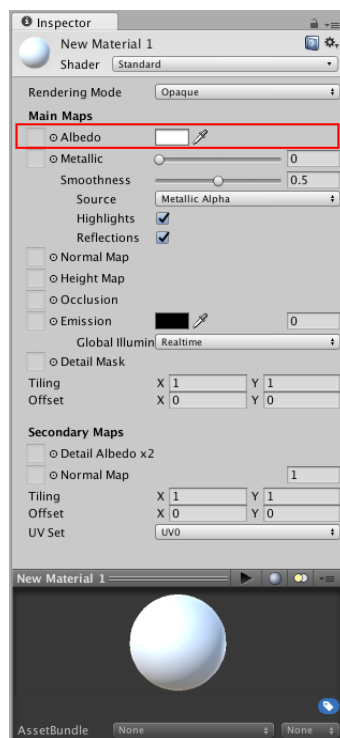 Inspector
New Material 1
Shader Standard
Rendering Mode Opaque
Main Maps
Albedo
Metallic 0
Smoothness 0.5
Source Metallic Alpha
Highlights
Reflections
Normal Map
Height Map
Occlusion
Emission 0
Global Illumin Realtime
Detail Mask
Tiling X 1 Y 1
Offset X 0 Y 0
Secondary Maps
Detail Albedo x2
Normal Map 1
Tiling X 1 Y 1
Offset X 0 Y 0
UV Set UV0
New Material 1
AssetBundle None None